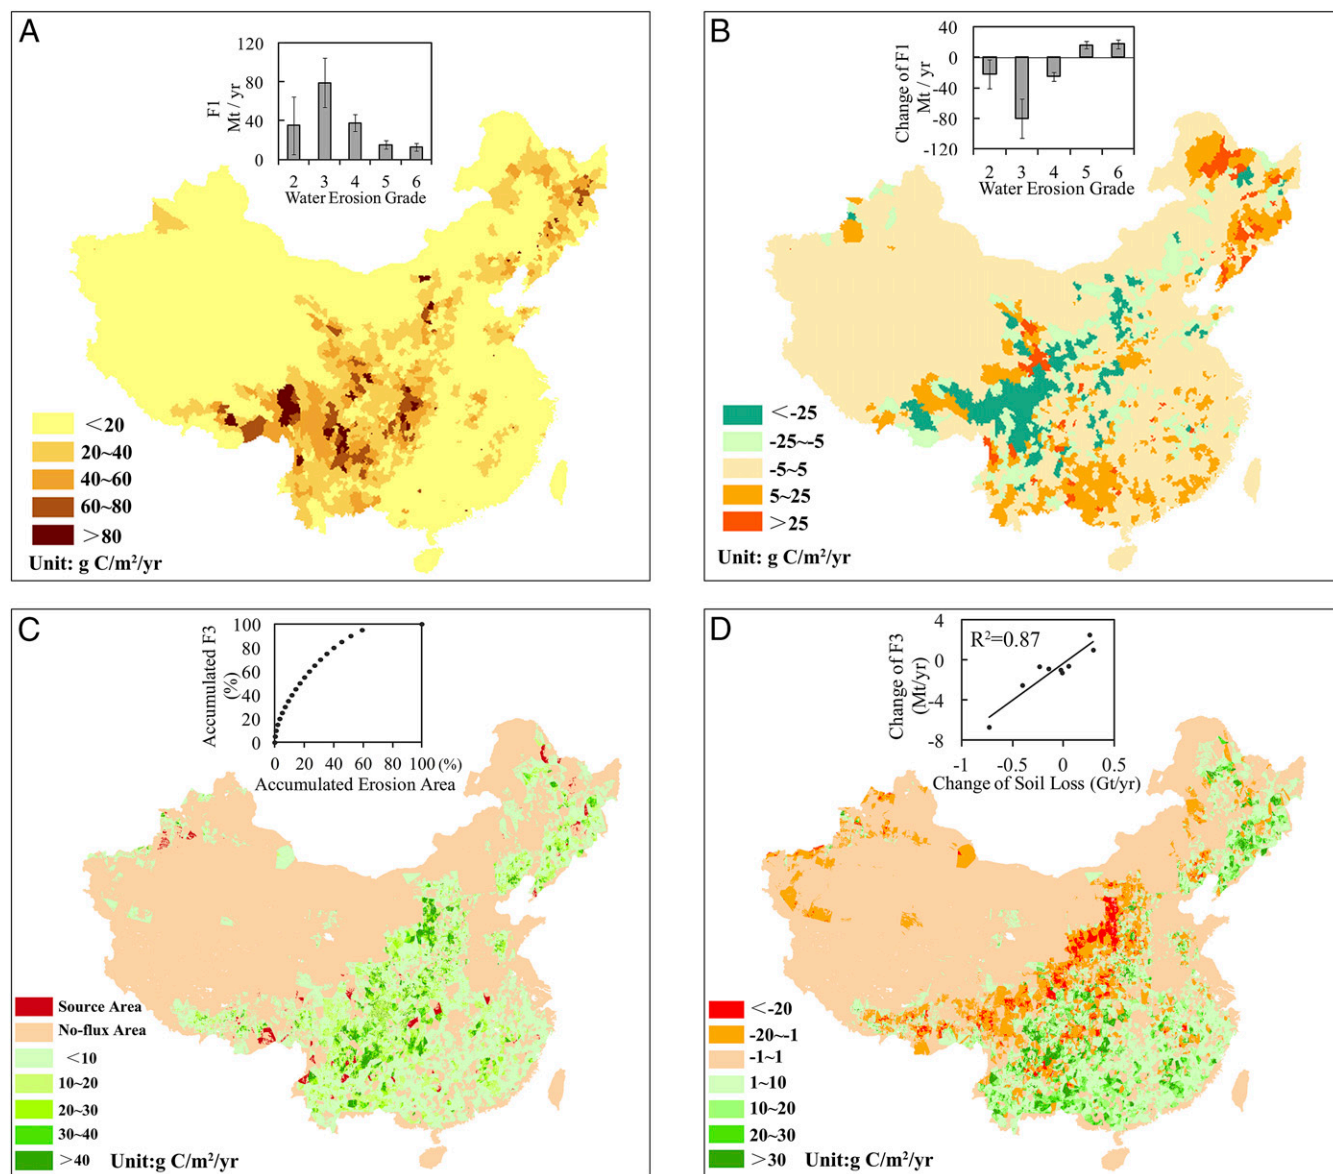 A
120
80
40
0
F1
Mt / yr
2 3 4 5 6
Water Erosion Grade
<20
20~40
40~60
60~80
>80
Unit: g C/m²/yr
B
40
0
-40
-80
-120
Change of F1
Mt / yr
2 3 4 5 6
Water Erosion Grade
<-25
-25~-5
-5~5
5~25
>25
Unit: g C/m²/yr
C
100
80
60
40
20
0
Accumulated F3
(%)
0 20 40 60 80 100 (%)
Accumulated Erosion Area
Source Area
No-flux Area
<10
10~20
20~30
30~40
>40
Unit:g C/m²/yr
D
4
0
-4
-8
Change of F3
(Mt/yr)
R²=0.87
-1 -0.5 0 0.5
Change of Soil Loss (Gt/yr)
<-20
-20~-1
-1~1
1~10
10~20
20~30
>30
Unit:g C/m²/yr